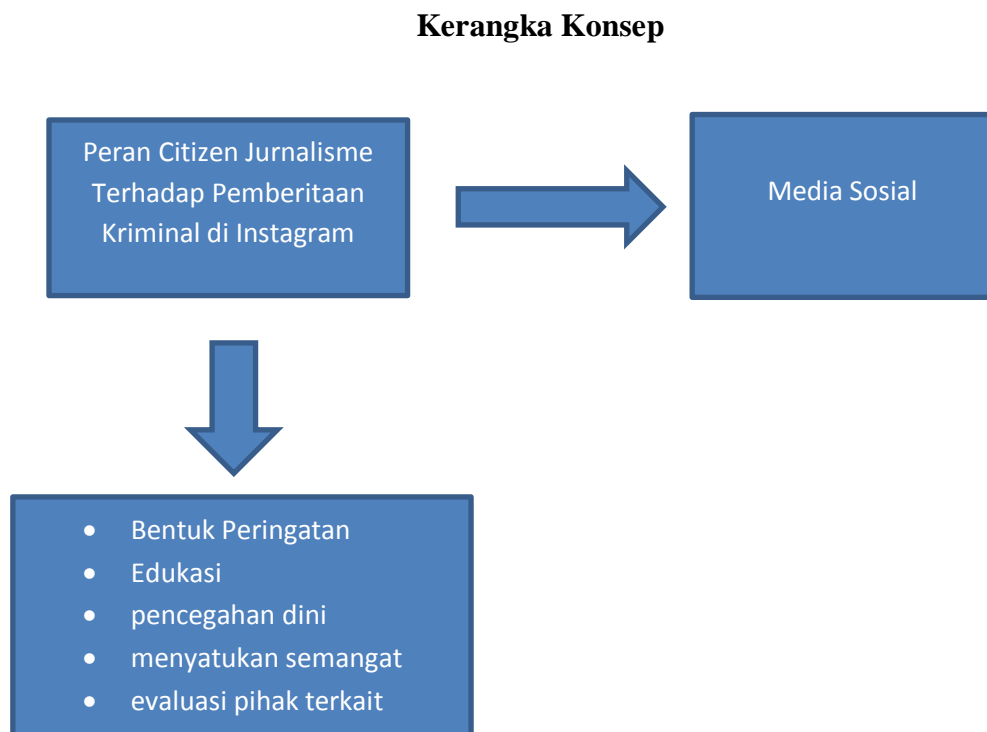 Kerangka Konsep
Peran Citizen Jurnalisme
Terhadap Pemberitaan
Kriminal di Instagram
Media Sosial
• Bentuk Peringatan
• Edukasi
• pencegahan dini
• menyatukan semangat
• evaluasi pihak terkait